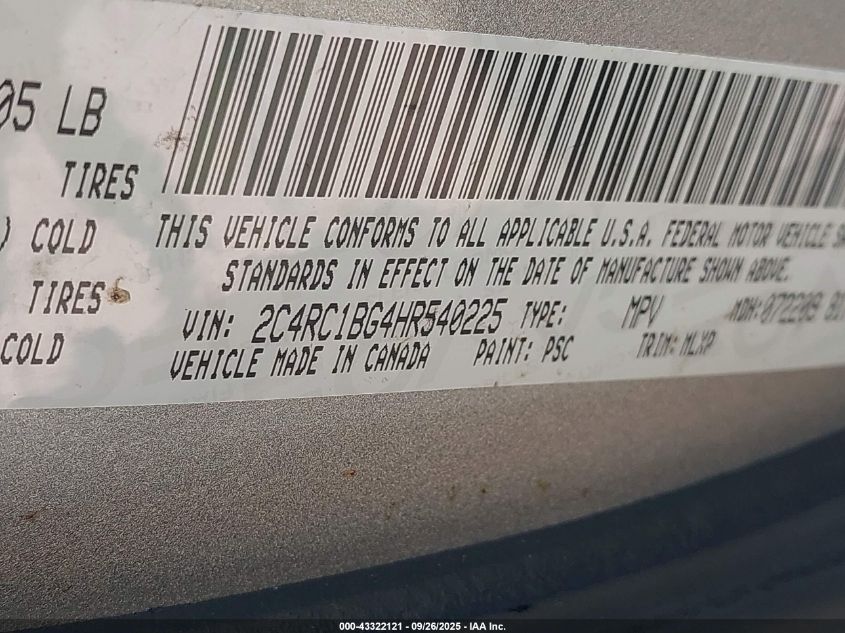 05 LB
TIRES
) COLD
TIRES
COLD
THIS VEHICLE CONFORMS TO ALL APPLICABLE U.S.A. FEDERAL MOTOR VEHICLE
STANDARDS IN EFFECT ON THE DATE OF MANUFACTURE SHOWN ABOVE.
VIN: 2C4RC1BG4HR540225 TYPE: MPV MDH:
VEHICLE MADE IN CANADA PAINT: PSC TRIM: MLXP
000-43322121 - 09/26/2025 - IAA Inc.